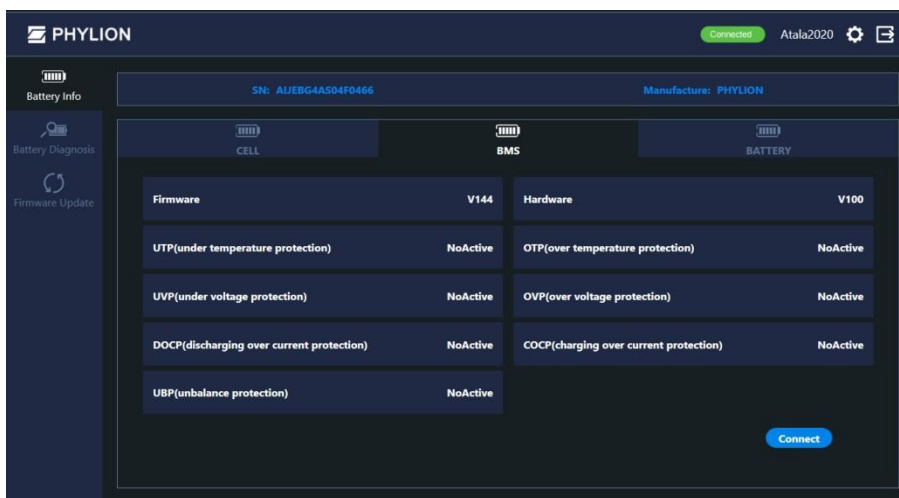 PHYLION
Connected
Atala2020
Battery Info
SN: AIJEBG4AS04F0466
Manufacture: PHYLION
Battery Diagnosis
CELL
BMS
BATTERY
Firmware Update
Firmware V144
Hardware V100
UTP(under temperature protection) NoActive
OTP(over temperature protection) NoActive
UVP(under voltage protection) NoActive
OVP(over voltage protection) NoActive
DOCP(discharging over current protection) NoActive
COCP(charging over current protection) NoActive
UBP(unbalance protection) NoActive
Connect